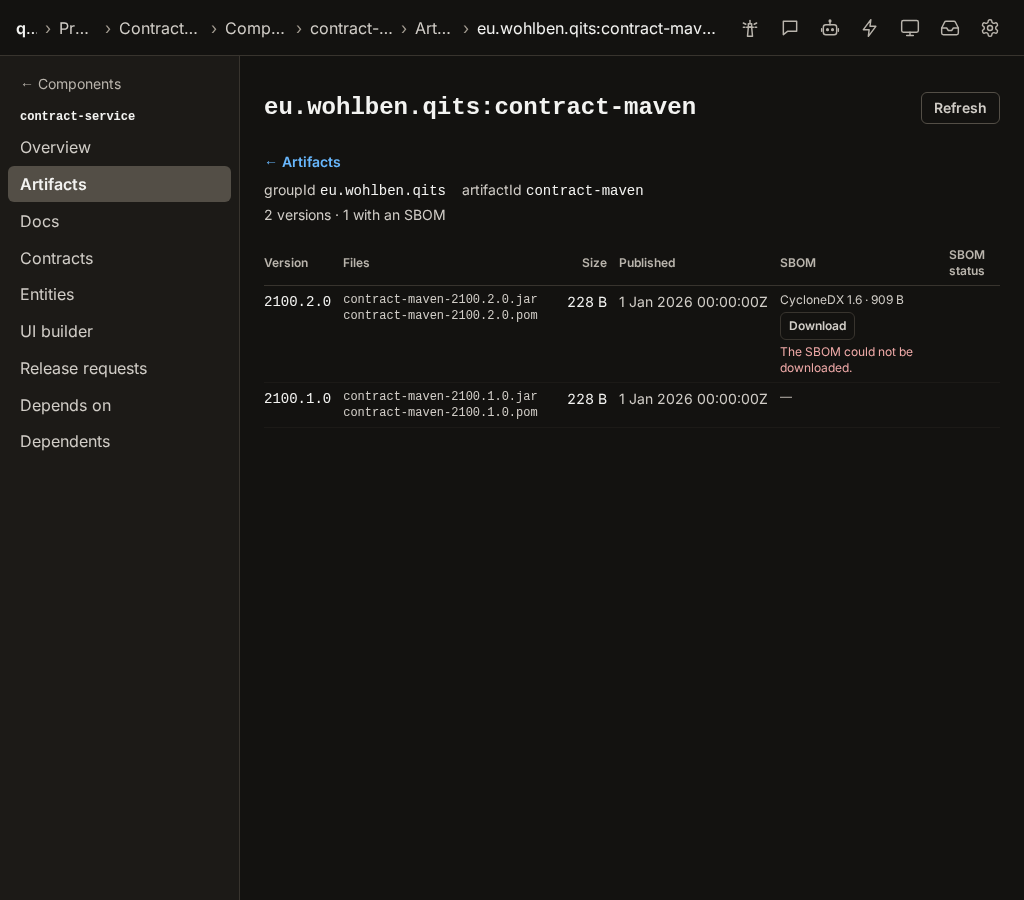 q... › Pr... › Contract... › Comp... › contract-... › Art... › eu.wohlben.qits:contract-mav...
← Components
contract-service
Overview
Artifacts
Docs
Contracts
Entities
UI builder
Release requests
Depends on
Dependents
eu.wohlben.qits:contract-maven
Refresh
← Artifacts
groupId eu.wohlben.qits artifactId contract-maven
2 versions · 1 with an SBOM
Version Files Size Published SBOM SBOM status
2100.2.0 contract-maven-2100.2.0.jar 228 B 1 Jan 2026 00:00:00Z CycloneDX 1.6 · 909 B
contract-maven-2100.2.0.pom
Download
The SBOM could not be
downloaded.
2100.1.0 contract-maven-2100.1.0.jar 228 B 1 Jan 2026 00:00:00Z —
contract-maven-2100.1.0.pom